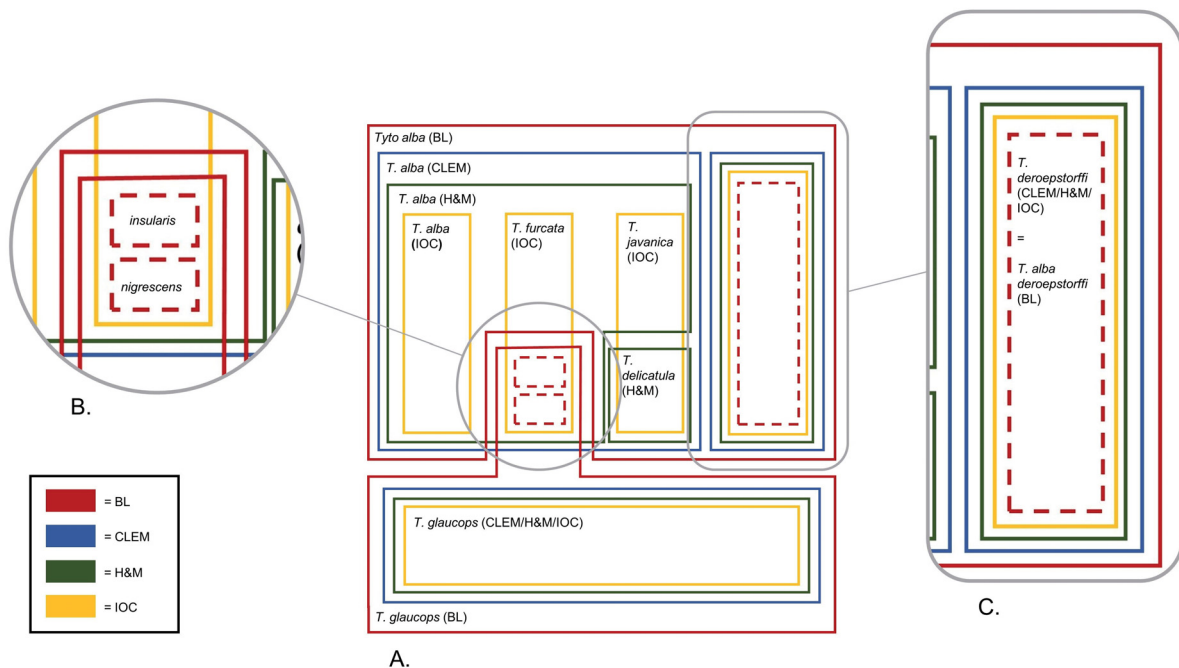 insularis
nigrescens
B.
= BL
= CLEM
= H&M
= IOC
Tyto alba (BL)
T. alba (CLEM)
T. alba (H&M)
T. alba
(IOC)
T. furcata
(IOC)
T.
javanica
(IOC)
T.
delicatula
(H&M)
T. glaucops (CLEM/H&M/IOC)
T. glaucops (BL)
A.
T.
deroepstorffi
(CLEM/H&M/
IOC)
=
T. alba
deroepstorffi
(BL)
C.